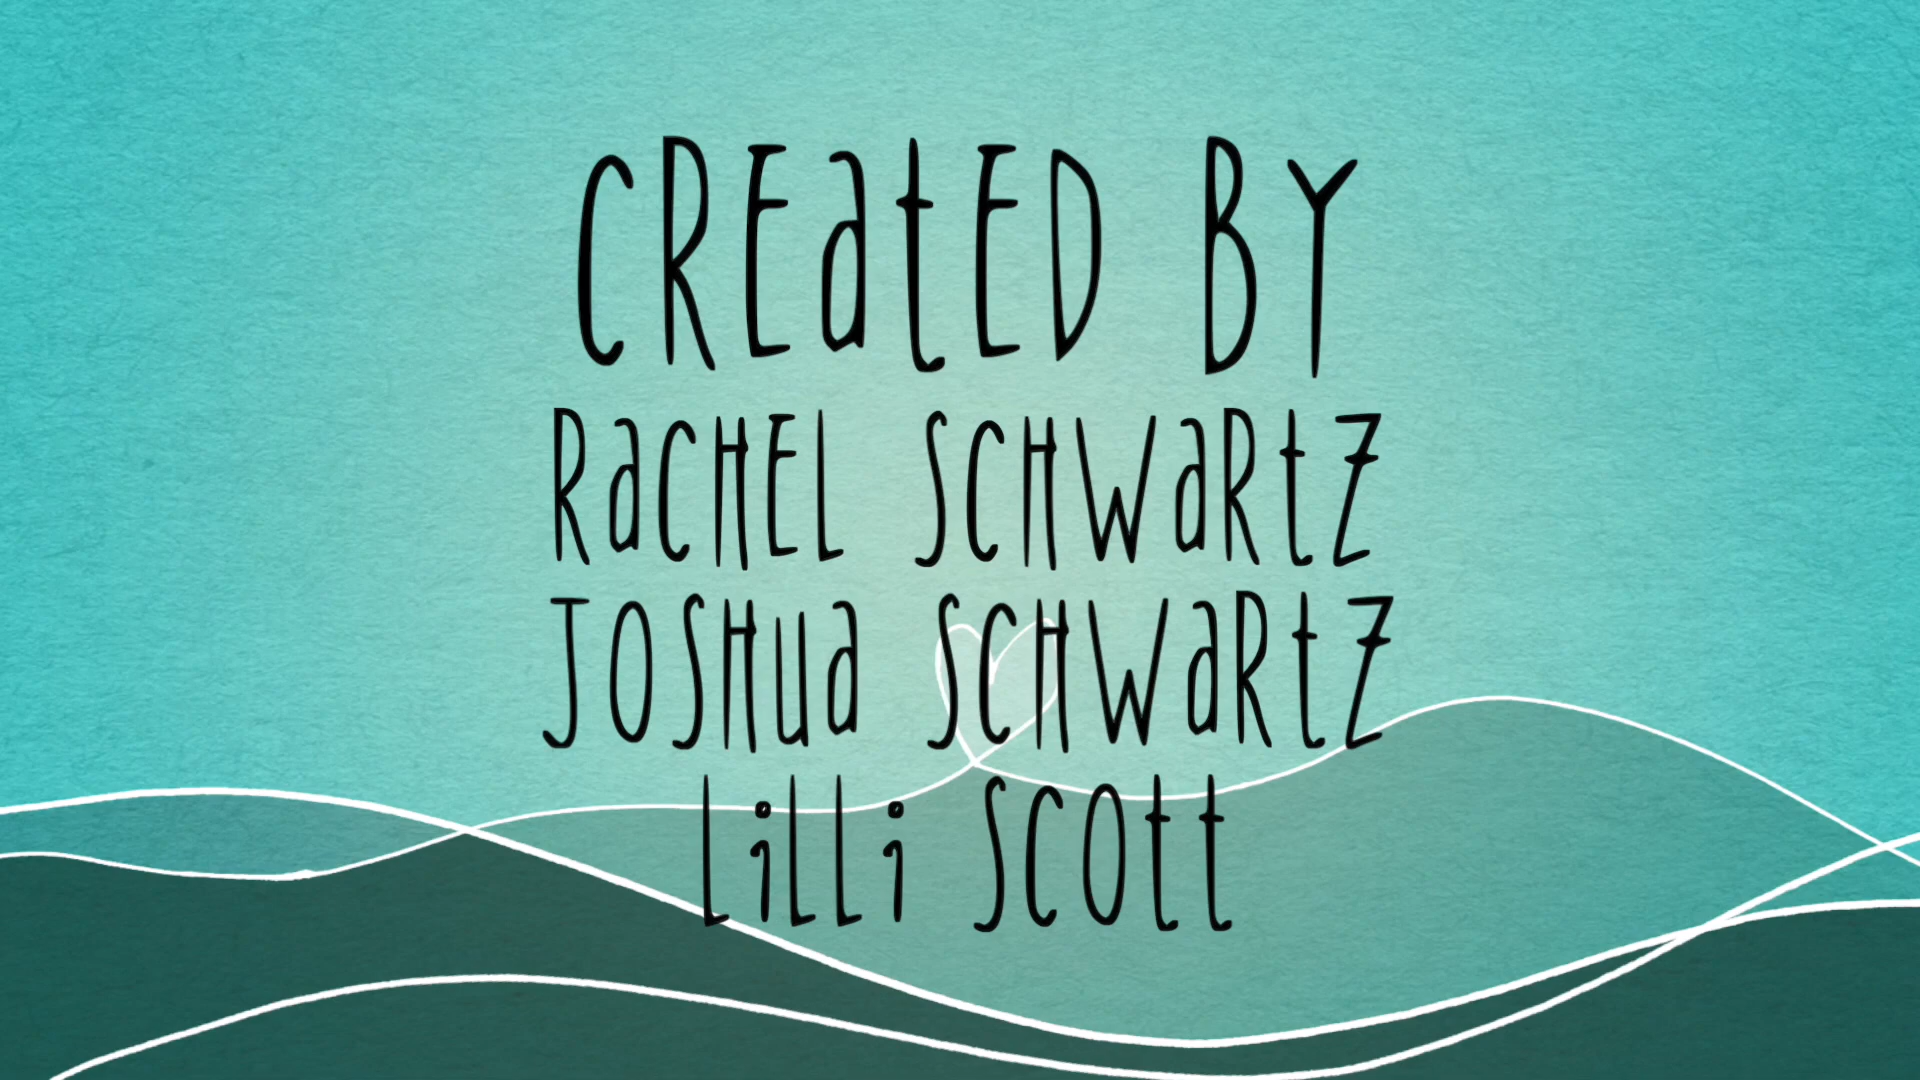 CREatED BY
RaCHEL SCHWaRtZ
JOSHua SCHWaRtZ
LiLLi SCOtt